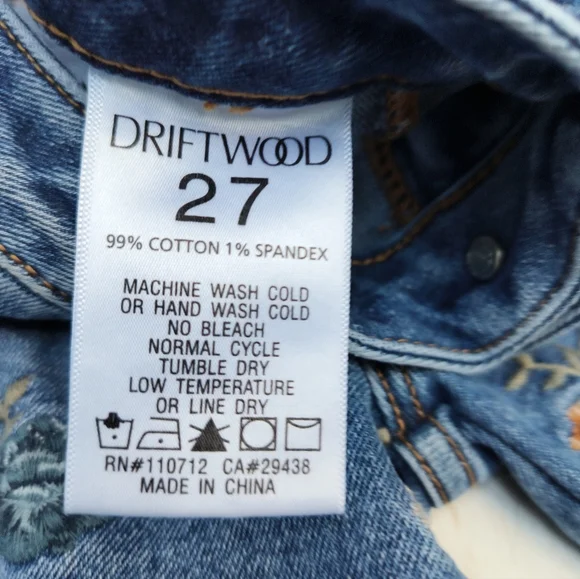 DRIFTWOOD
27
99% COTTON 1% SPANDEX
MACHINE WASH COLD
OR HAND WASH COLD
NO BLEACH
NORMAL CYCLE
TUMBLE DRY
LOW TEMPERATURE
OR LINE DRY
RN#110712 CA#29438
MADE IN CHINA